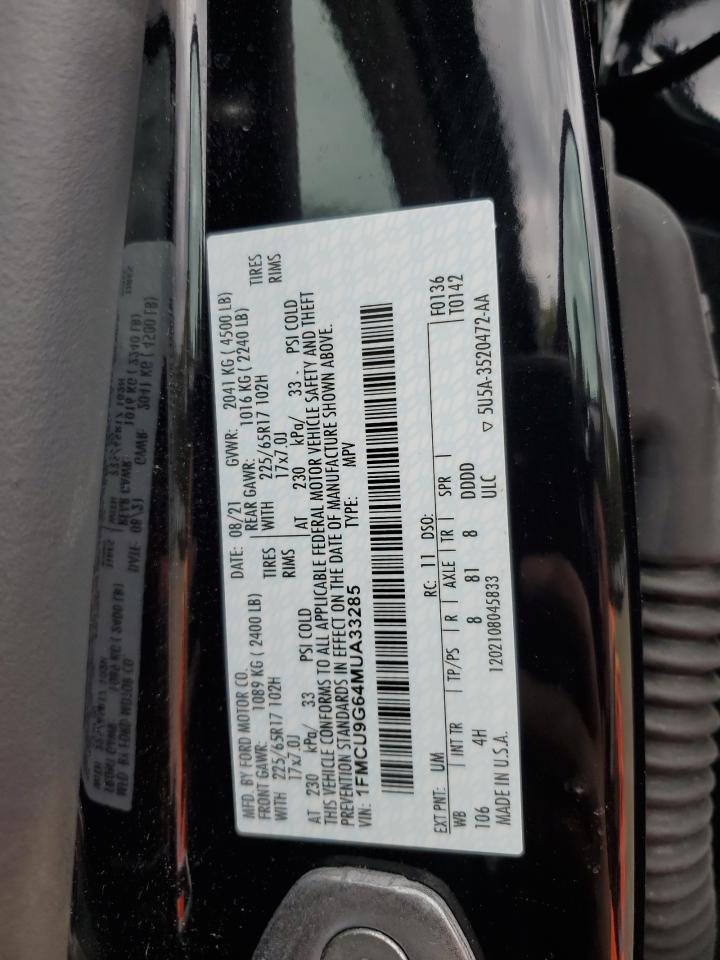 MFD. BY FORD MOTOR CO. DATE: 08/21 GVWR: 2041 KG ( 4500 LB)
FRONT GAWR: 1089 KG ( 2400 LB) REAR GAWR: 1016 KG ( 2240 LB)
WITH 225/65R17 102H TIRES WITH 225/65R17 102H TIRES
17x7.0J RIMS 17x7.0J RIMS
AT 230 kPa/ 33 PSI COLD AT 230 kPa/ 33 PSI COLD
THIS VEHICLE CONFORMS TO ALL APPLICABLE FEDERAL MOTOR VEHICLE SAFETY AND THEFT
PREVENTION STANDARDS IN EFFECT ON THE DATE OF MANUFACTURE SHOWN ABOVE.
VIN: 1FMCU9G64MUA33285 TYPE: MPV
EXT PNT: UM RC: 11 DSO: F0136
WB INT TR TP/PS R AXLE TR SPR T0142
106 4H 8 81 8 DDDD
MADE IN U.S.A. 1202108045833 ULC ▽ 5U5A-3520472-AA